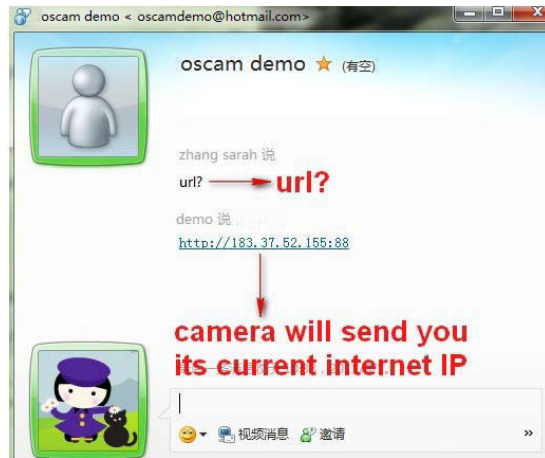 oscam demo < oscamdemo@hotmail.com>
oscam demo (有空)
zhang sarah 说
url? url?
demo 说
http://183.37.52.155:88
camera will send you
its current internet IP
视频消息 邀请 »